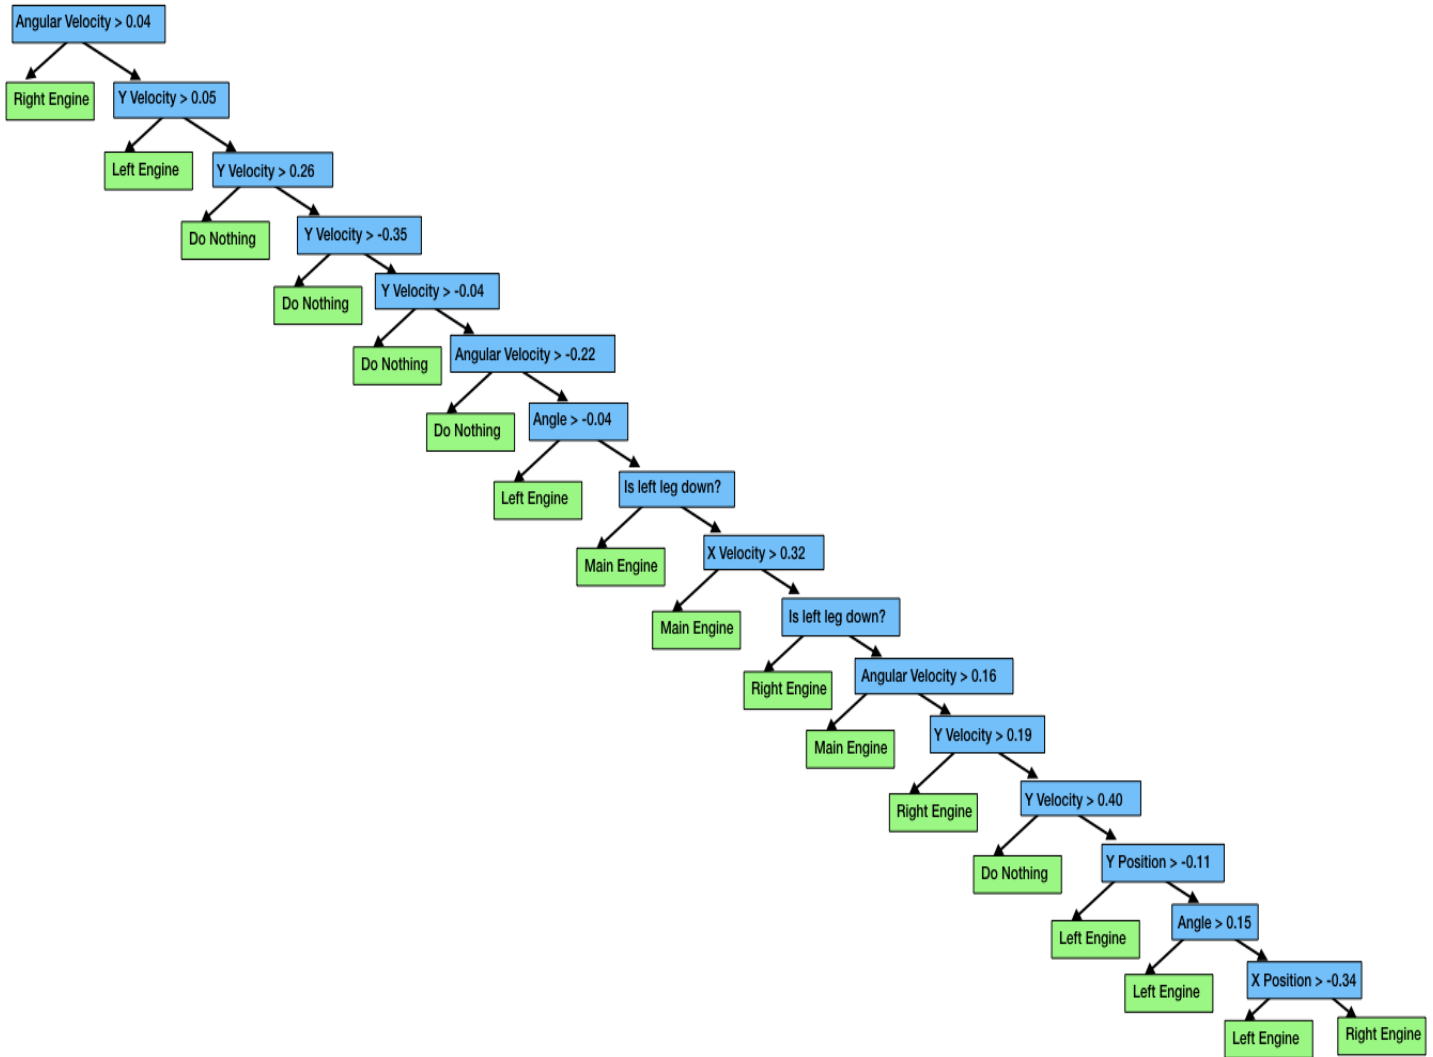 Angular Velocity > 0.04
Right Engine
Y Velocity > 0.05
Left Engine
Y Velocity > 0.26
Do Nothing
Y Velocity > -0.35
Do Nothing
Y Velocity > -0.04
Do Nothing
Angular Velocity > -0.22
Do Nothing
Angle > -0.04
Left Engine
Is left leg down?
Main Engine
X Velocity > 0.32
Main Engine
Is left leg down?
Right Engine
Angular Velocity > 0.16
Main Engine
Y Velocity > 0.19
Right Engine
Y Velocity > 0.40
Do Nothing
Y Position > -0.11
Left Engine
Angle > 0.15
Left Engine
X Position > -0.34
Left Engine
Right Engine